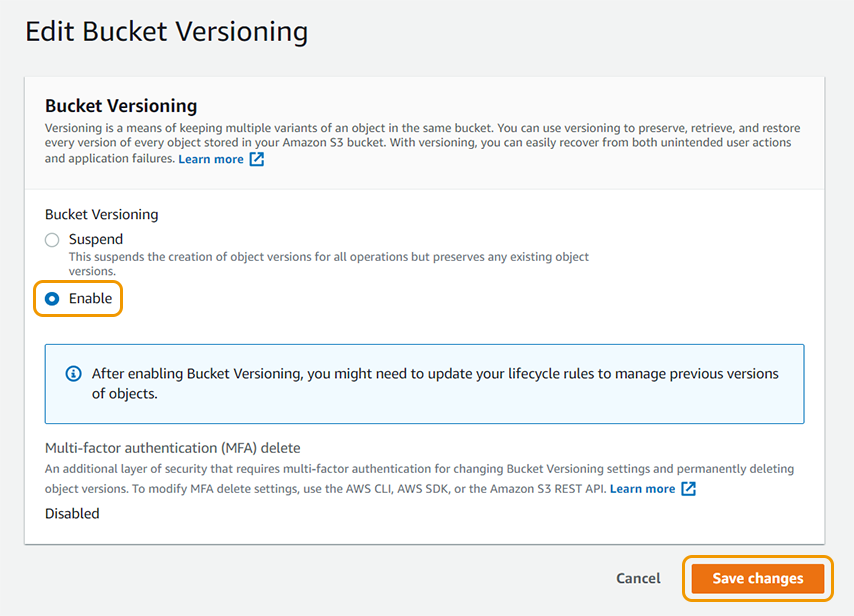 Edit Bucket Versioning
Bucket Versioning
Versioning is a means of keeping multiple variants of an object in the same bucket. You can use versioning to preserve, retrieve, and restore
every version of every object stored in your Amazon S3 bucket. With versioning, you can easily recover from both unintended user actions
and application failures. Learn more
Bucket Versioning
Suspend
This suspends the creation of object versions for all operations but preserves any existing object
versions.
Enable
After enabling Bucket Versioning, you might need to update your lifecycle rules to manage previous versions
of objects.
Multi-factor authentication (MFA) delete
An additional layer of security that requires multi-factor authentication for changing Bucket Versioning settings and permanently deleting
object versions. To modify MFA delete settings, use the AWS CLI, AWS SDK, or the Amazon S3 REST API. Learn more
Disabled
Cancel Save changes